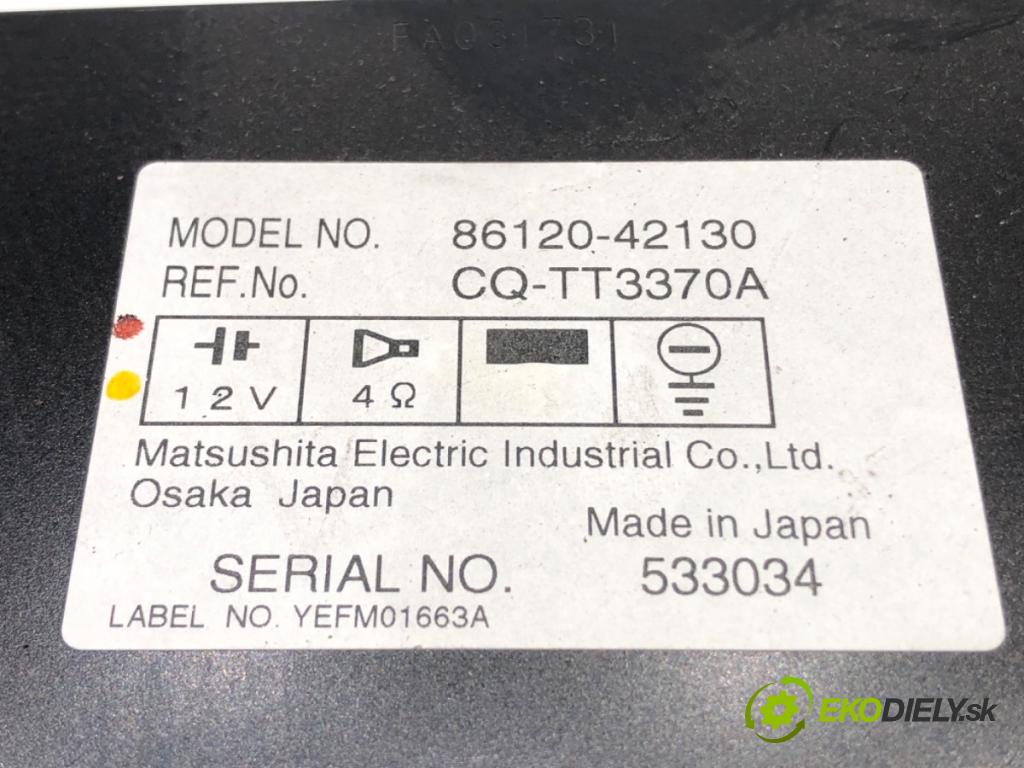 MODEL NO. 86120-42130
REF.No. CQ-TT3370A
12V 4Ω
Matsushita Electric Industrial Co.,Ltd.
Osaka Japan
Made in Japan
SERIAL NO. 533034
LABEL NO. YEFM01663A
EKODIELY.sk